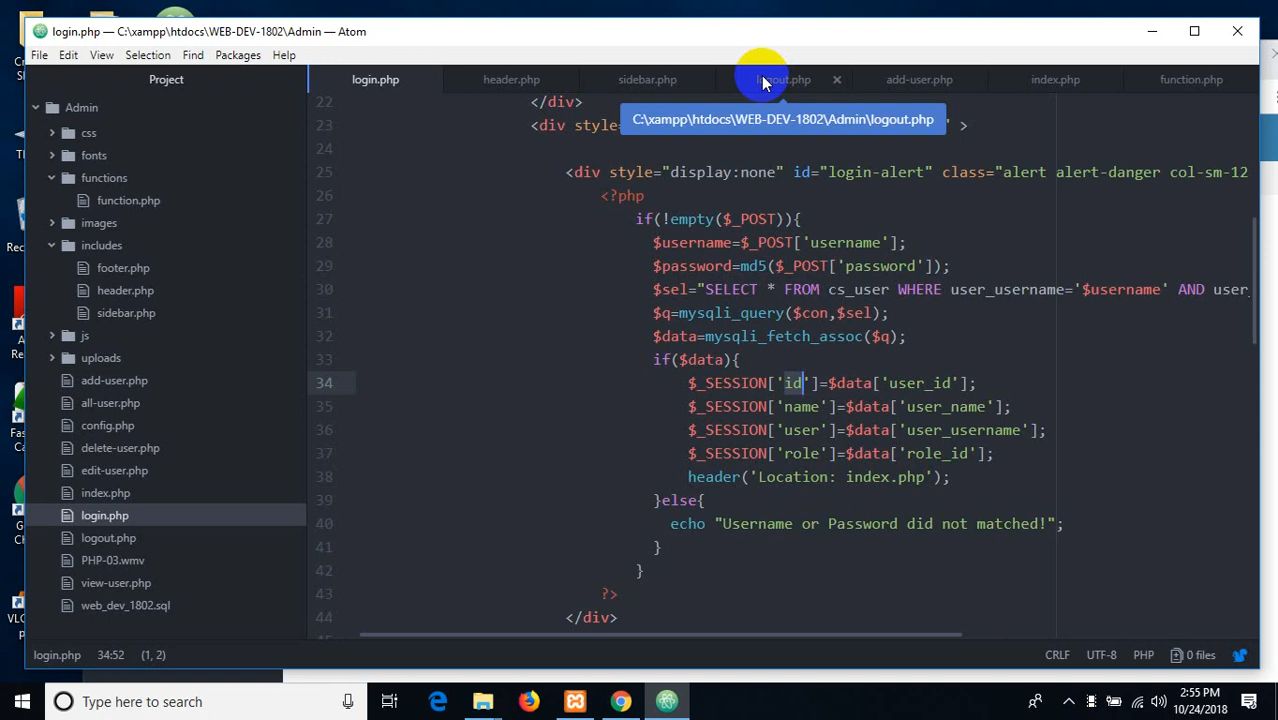 login.php — C:\xampp\htdocs\WEB-DEV-1802\Admin — Atom
File Edit View Selection Find Packages Help
Project
login.php header.php sidebar.php logout.php add-user.php index.php function.php
C:\xampp\htdocs\WEB-DEV-1802\Admin\logout.php
Admin
css
fonts
functions
function.php
images
includes
footer.php
header.php
sidebar.php
js
uploads
add-user.php
all-user.php
config.php
delete-user.php
edit-user.php
index.php
login.php
logout.php
PHP-03.wmv
view-user.php
web_dev_1802.sql
22 </div>
23 <div style= " >
24
25 <div style="display:none" id="login-alert" class="alert alert-danger col-sm-12
26 <?php
27 if(!empty($_POST)){
28 $username=$_POST['username'];
29 $password=md5($_POST['password']);
30 $sel="SELECT * FROM cs_user WHERE user_username='$username' AND user_
31 $q=mysqli_query($con,$sel);
32 $data=mysqli_fetch_assoc($q);
33 if($data){
34 $_SESSION['id']=$data['user_id'];
35 $_SESSION['name']=$data['user_name'];
36 $_SESSION['user']=$data['user_username'];
37 $_SESSION['role']=$data['role_id'];
38 header('Location: index.php');
39 }else{
40 echo "Username or Password did not matched!";
41 }
42 }
43 ?>
44 </div>
login.php 34:52 (1, 2) CRLF UTF-8 PHP 0 files
Type here to search
2:55 PM
10/24/2018